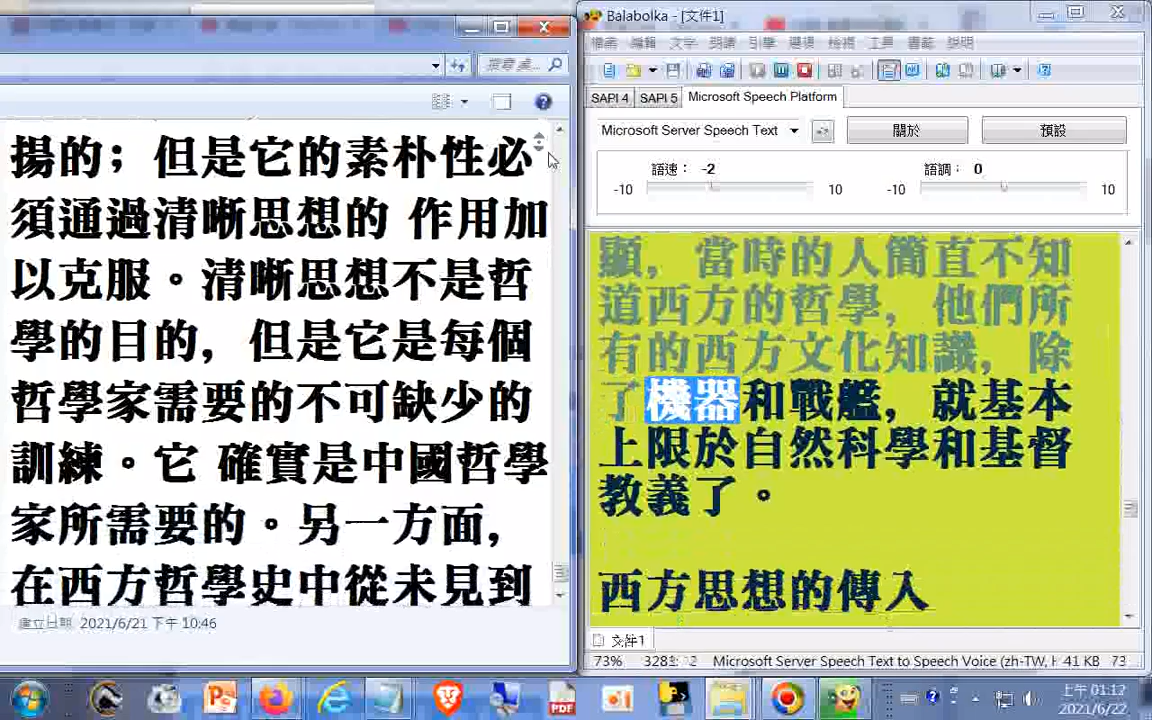 搜尋桌...
揚的；但是它的素朴性必
須通過清晰思想的 作用加
以克服。清晰思想不是哲
學的目的，但是它是每個
哲學家需要的不可缺少的
訓練。它 確實是中國哲學
家所需要的。另一方面，
在西方哲學史中從未見到
建立日期 2021/6/21 下午 10:46
Balabolka - [文件1]
檔案 編輯 文字 朗讀 引擎 選項 檢視 工具 書籤 說明
SAPI 4 SAPI 5 Microsoft Speech Platform
Microsoft Server Speech Text 關於 預設
語速： -2 語調： 0
-10 10 -10 10
顯，當時的人簡直不知
道西方的哲學，他們所
有的西方文化知識，除
了機器和戰艦，就基本
上限於自然科學和基督
教義了。
西方思想的傳入
文件1
73% Microsoft Server Speech Text to Speech Voice (zh-TW, 41 KB 73
PDF
上午 01:12
2021/6/22